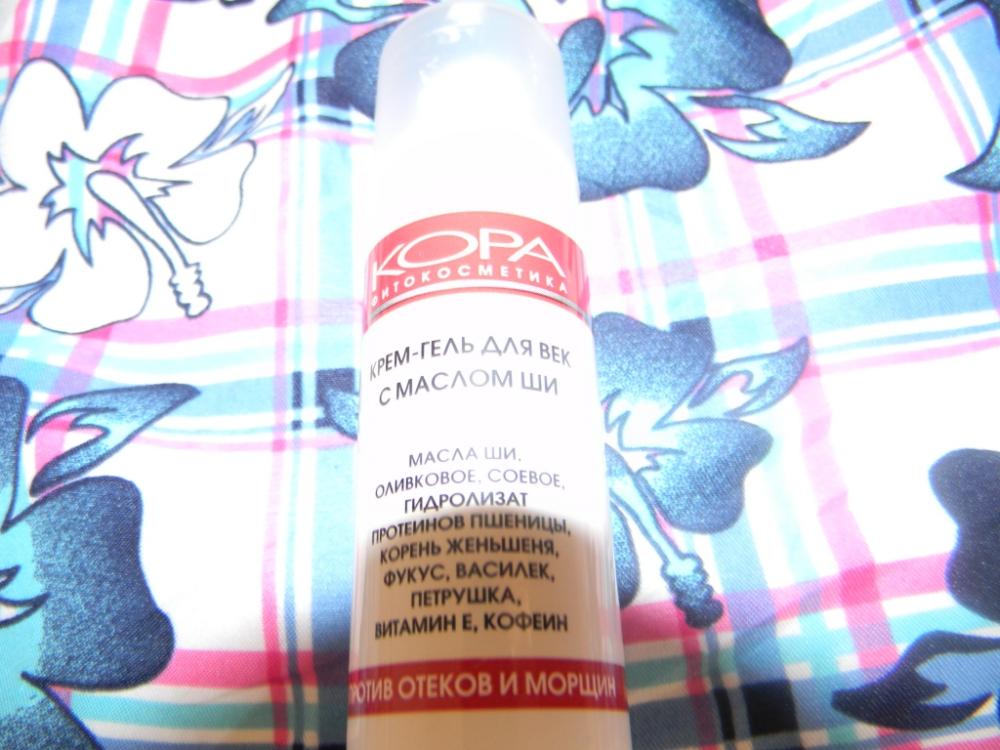 КОРА
ФИТОКОСМЕТИКА
КРЕМ-ГЕЛЬ ДЛЯ ВЕК
С МАСЛОМ ШИ
МАСЛА ШИ,
ОЛИВКОВОЕ, СОЕВОЕ,
ГИДРОЛИЗАТ
ПРОТЕИНОВ ПШЕНИЦЫ,
КОРЕНЬ ЖЕНЬШЕНЯ,
ФУКУС, ВАСИЛЕК,
ПЕТРУШКА,
ВИТАМИН Е, КОФЕИН
ПРОТИВ ОТЕКОВ И МОРЩИН